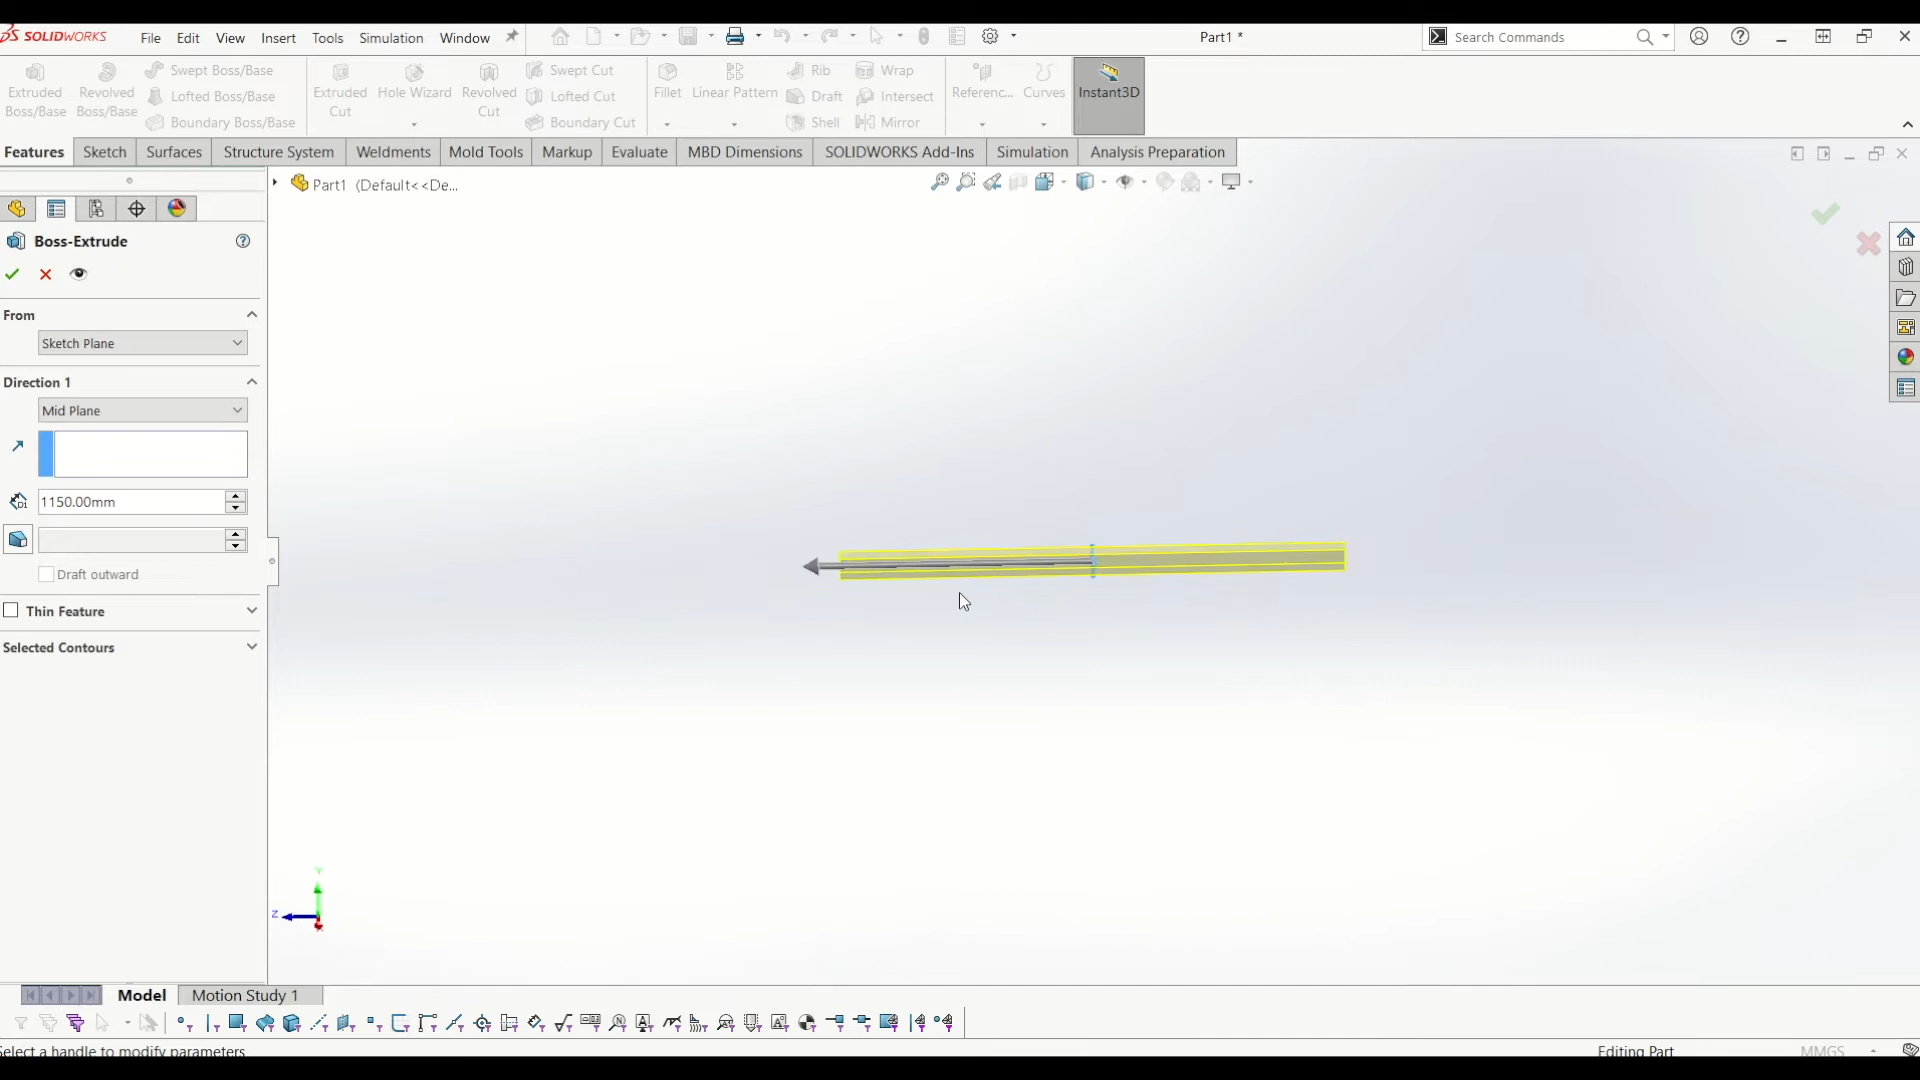 SOLIDWORKS File Edit View Insert Tools Simulation Window Part1 * Search Commands
Extruded Boss/Base
Revolved Boss/Base
Swept Boss/Base
Lofted Boss/Base
Boundary Boss/Base
Extruded Cut
Hole Wizard
Revolved Cut
Swept Cut
Lofted Cut
Boundary Cut
Fillet
Linear Pattern
Rib
Draft
Shell
Wrap
Intersect
Mirror
Referenc...
Curves
Instant3D
Features Sketch Surfaces Structure System Weldments Mold Tools Markup Evaluate MBD Dimensions SOLIDWORKS Add-Ins Simulation Analysis Preparation
Part1 (Default<<De...
Boss-Extrude
From
Sketch Plane
Direction 1
Mid Plane
D1
1150.00mm
Draft outward
Thin Feature
Selected Contours
Y
Z
Model Motion Study 1
Select a handle to modify parameters Editing Part MMGS